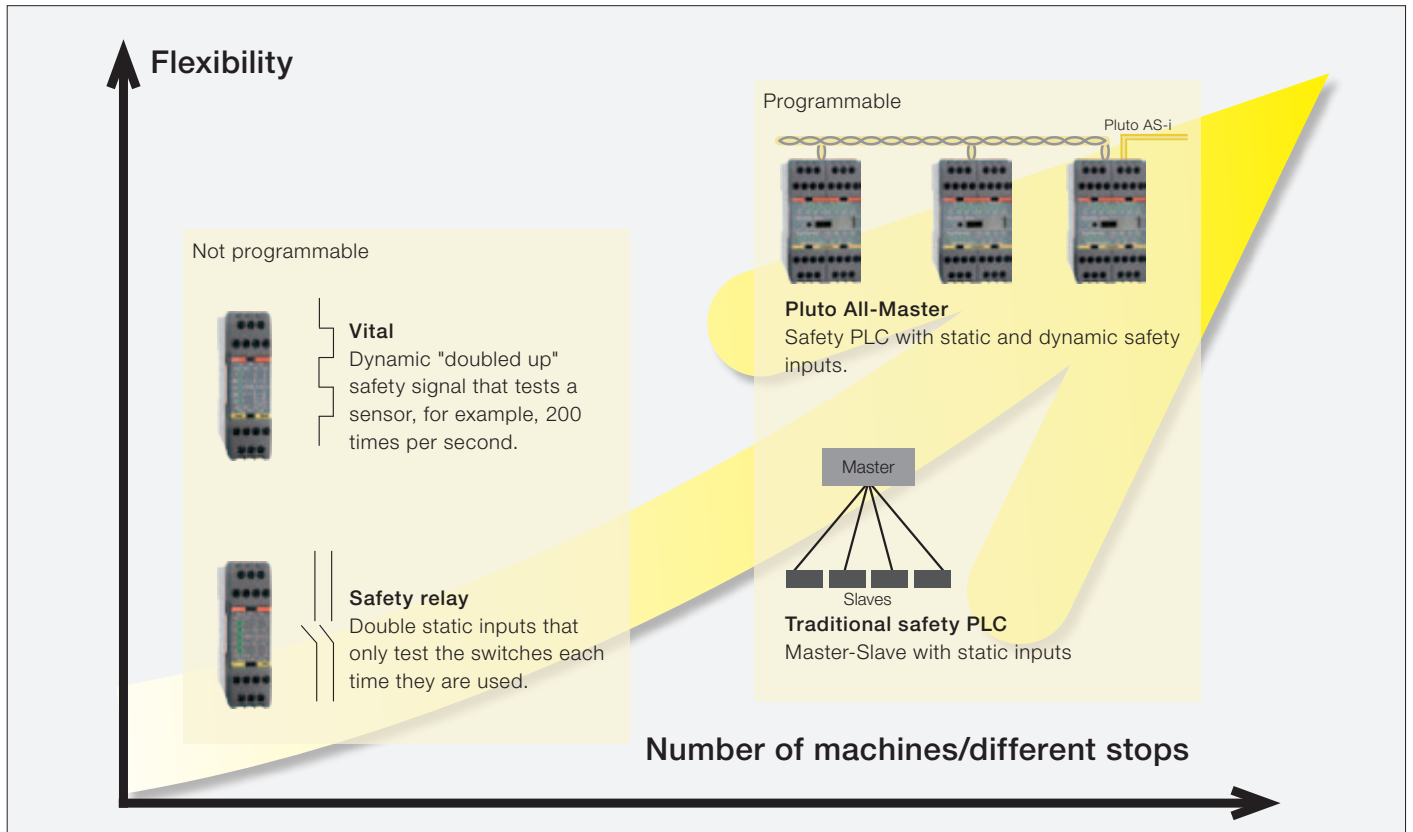 Flexibility
Programmable
Pluto AS-i
Not programmable
Vital
Dynamic "doubled up"
safety signal that tests a
sensor, for example, 200
times per second.
Pluto All-Master
Safety PLC with static and dynamic safety
inputs.
Master
Slaves
Safety relay
Double static inputs that
only test the switches each
time they are used.
Traditional safety PLC
Master-Slave with static inputs
Number of machines/different stops